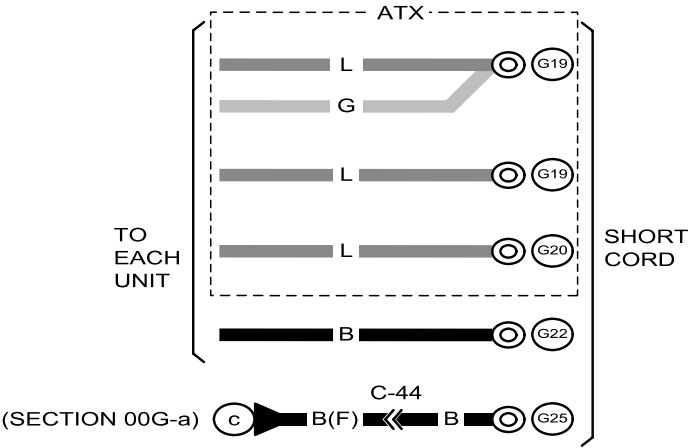 ATX
L
G19
G
L
G19
TO
EACH
UNIT
L
G20
SHORT
CORD
B
G22
C-44
(SECTION 00G-a)
c
B(F)
B
G25